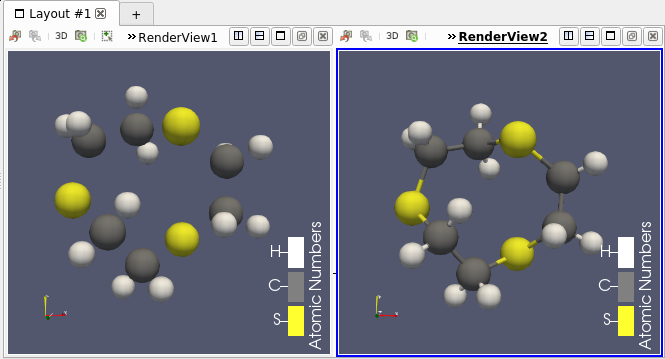 Layout #1
+
3D
»RenderView1
3D
»RenderView2
H
C
S
Atomic Numbers
H
C
S
Atomic Numbers